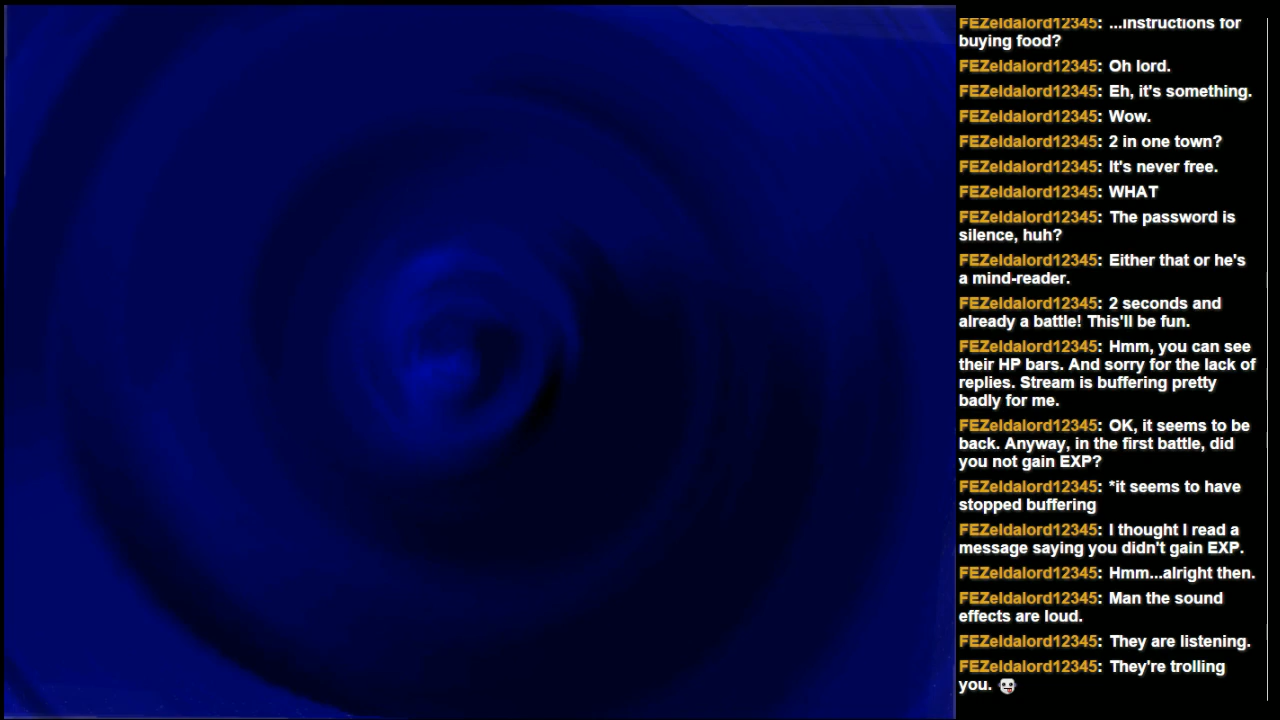 FEZeldalord12345: ...instructions for
buying food?
FEZeldalord12345: Oh lord.
FEZeldalord12345: Eh, it's something.
FEZeldalord12345: Wow.
FEZeldalord12345: 2 in one town?
FEZeldalord12345: It's never free.
FEZeldalord12345: WHAT
FEZeldalord12345: The password is
silence, huh?
FEZeldalord12345: Either that or he's
a mind-reader.
FEZeldalord12345: 2 seconds and
already a battle! This'll be fun.
FEZeldalord12345: Hmm, you can see
their HP bars. And sorry for the lack of
replies. Stream is buffering pretty
badly for me.
FEZeldalord12345: OK, it seems to be
back. Anyway, in the first battle, did
you not gain EXP?
FEZeldalord12345: *it seems to have
stopped buffering
FEZeldalord12345: I thought I read a
message saying you didn't gain EXP.
FEZeldalord12345: Hmm...alright then.
FEZeldalord12345: Man the sound
effects are loud.
FEZeldalord12345: They are listening.
FEZeldalord12345: They're trolling
you.